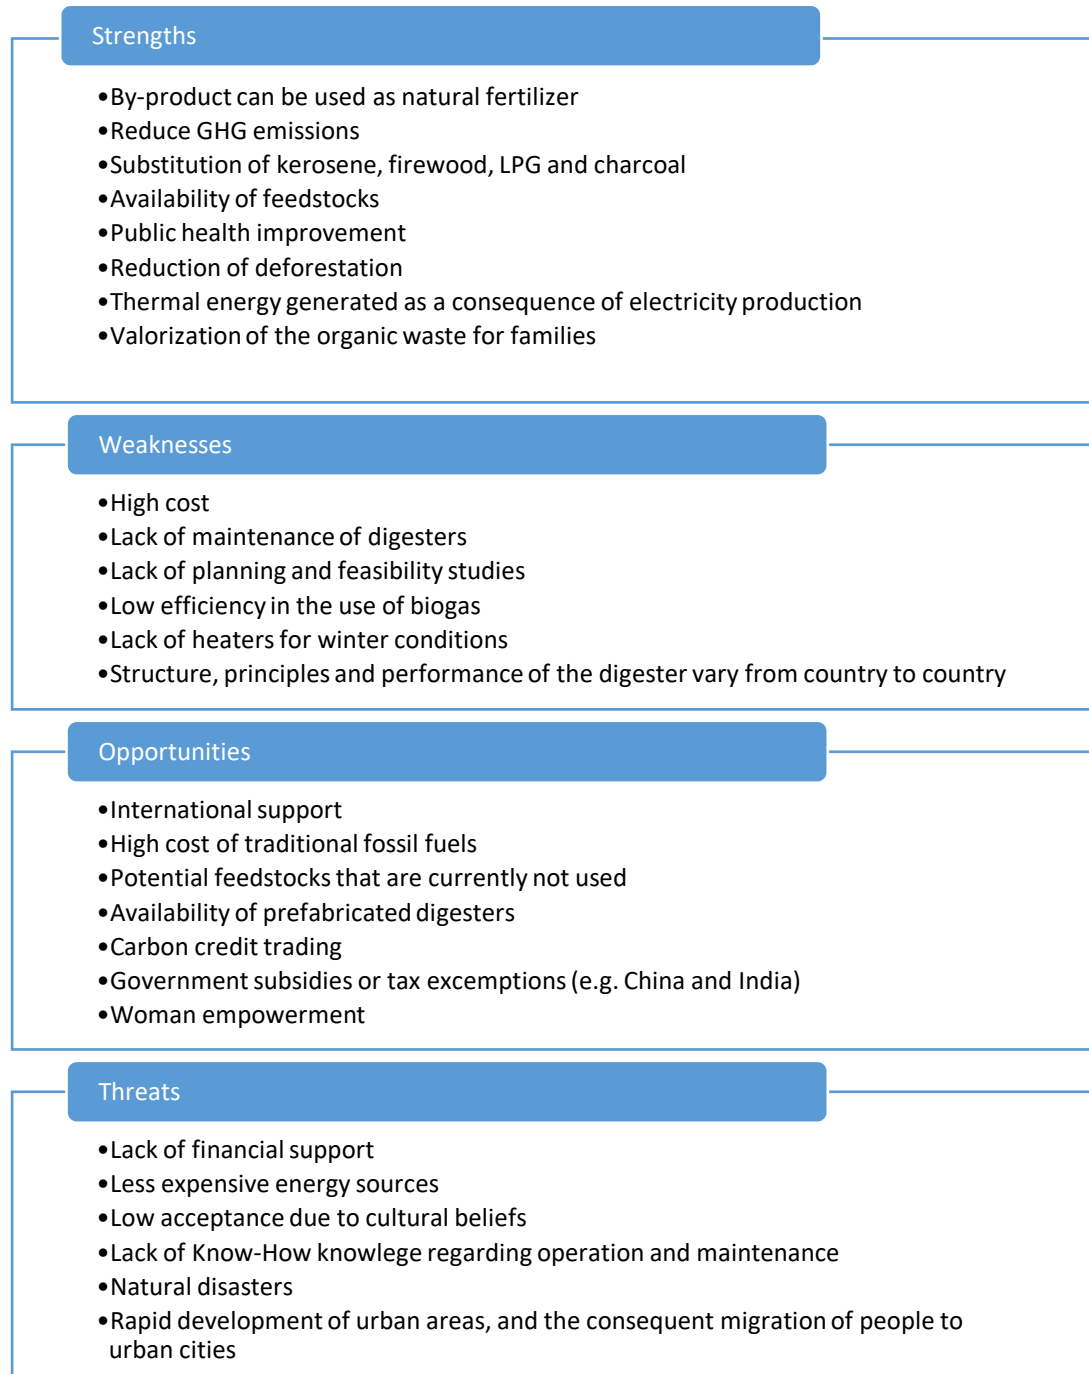 Strengths
•By-product can be used as natural fertilizer
•Reduce GHG emissions
•Substitution of kerosene, firewood, LPG and charcoal
•Availability of feedstocks
•Public health improvement
•Reduction of deforestation
•Thermal energy generated as a consequence of electricity production
•Valorization of the organic waste for families
Weaknesses
•High cost
•Lack of maintenance of digesters
•Lack of planning and feasibility studies
•Low efficiency in the use of biogas
•Lack of heaters for winter conditions
•Structure, principles and performance of the digester vary from country to country
Opportunities
•International support
•High cost of traditional fossil fuels
•Potential feedstocks that are currently not used
•Availability of prefabricated digesters
•Carbon credit trading
•Government subsidies or tax excemptions (e.g. China and India)
•Woman empowerment
Threats
•Lack of financial support
•Less expensive energy sources
•Low acceptance due to cultural beliefs
•Lack of Know-How knowlege regarding operation and maintenance
•Natural disasters
•Rapid development of urban areas, and the consequent migration of people to
urban cities